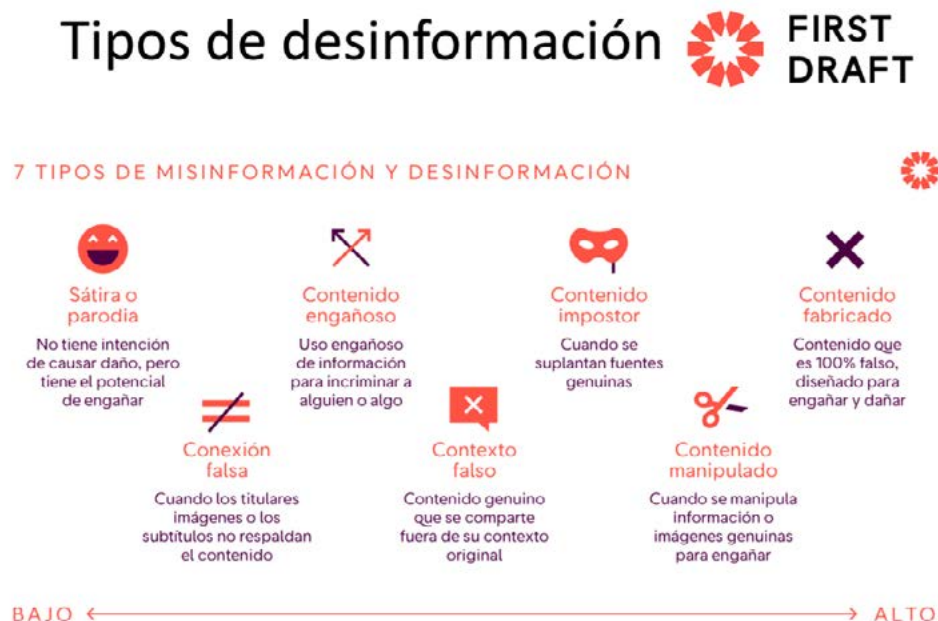 Tipos de desinformación
FIRST
DRAFT
7 TIPOS DE MISINFORMACIÓN Y DESINFORMACIÓN
Sátira o
parodia
No tiene intención
de causar daño, pero
tiene el potencial
de engañar
Contenido
engañoso
Uso engañoso
de información
para incriminar a
alguien o algo
Contenido
impostor
Cuando se
suplantan fuentes
genuinas
Contenido
fabricado
Contenido que
es 100% falso,
diseñado para
engañar y dañar
Conexión
falsa
Cuando los titulares
imágenes o los
subtítulos no respaldan
el contenido
Contexto
falso
Contenido genuino
que se comparte
fuera de su contexto
original
Contenido
manipulado
Cuando se manipula
información o
imágenes genuinas
para engañar
BAJO
ALTO